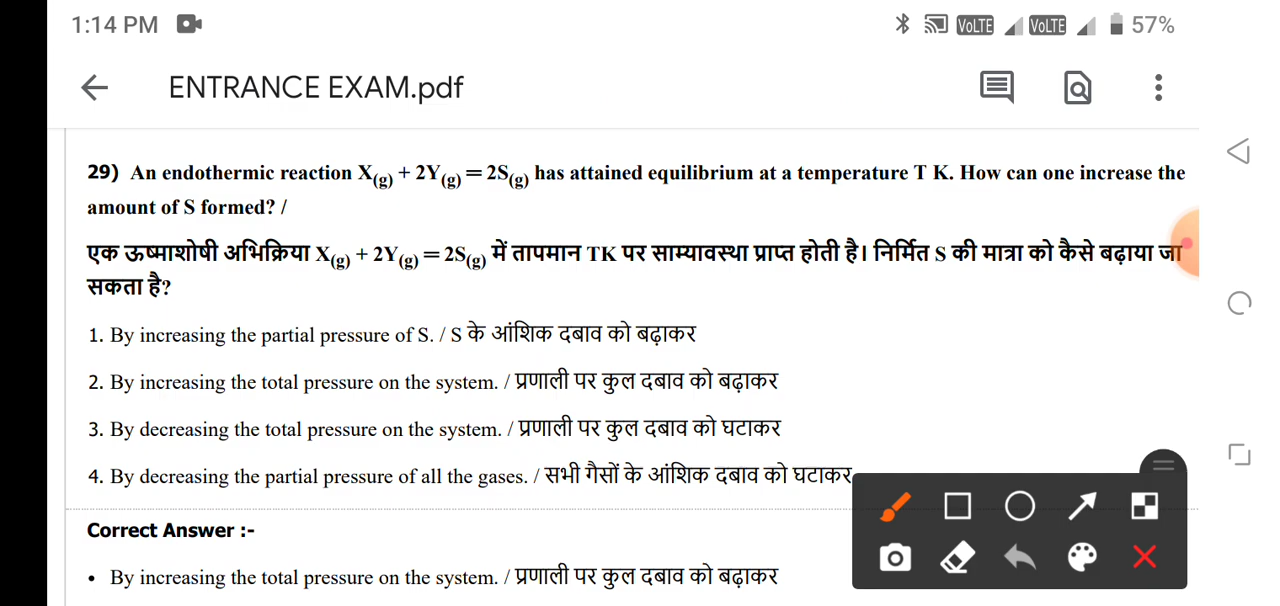 1:14 PM
VoLTE VoLTE 57%
ENTRANCE EXAM.pdf
29) An endothermic reaction X(g) + 2Y(g) = 2S(g) has attained equilibrium at a temperature T K. How can one increase the
amount of S formed? /
एक ऊष्माशोषी अभिक्रिया X(g) + 2Y(g) = 2S(g) में तापमान TK पर साम्यावस्था प्राप्त होती है। निर्मित S की मात्रा को कैसे बढ़ाया जा
सकता है?
1. By increasing the partial pressure of S. / S के आंशिक दबाव को बढ़ाकर
2. By increasing the total pressure on the system. / प्रणाली पर कुल दबाव को बढ़ाकर
3. By decreasing the total pressure on the system. / प्रणाली पर कुल दबाव को घटाकर
4. By decreasing the partial pressure of all the gases. / सभी गैसों के आंशिक दबाव को घटाकर
Correct Answer :-
• By increasing the total pressure on the system. / प्रणाली पर कुल दबाव को बढ़ाकर